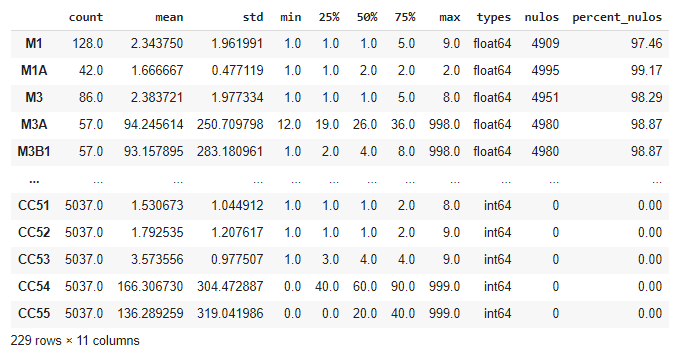 count mean std min 25% 50% 75% max types nulos percent_nulos
M1 128.0 2.343750 1.961991 1.0 1.0 1.0 5.0 9.0 float64 4909 97.46
M1A 42.0 1.666667 0.477119 1.0 1.0 2.0 2.0 2.0 float64 4995 99.17
M3 86.0 2.383721 1.977334 1.0 1.0 1.0 5.0 8.0 float64 4951 98.29
M3A 57.0 94.245614 250.709798 12.0 19.0 26.0 36.0 998.0 float64 4980 98.87
M3B1 57.0 93.157895 283.180961 1.0 2.0 4.0 8.0 998.0 float64 4980 98.87
... ... ... ... ... ... ... ... ... ... ... ...
CC51 5037.0 1.530673 1.044912 1.0 1.0 1.0 2.0 8.0 int64 0 0.00
CC52 5037.0 1.792535 1.207617 1.0 1.0 1.0 2.0 9.0 int64 0 0.00
CC53 5037.0 3.573556 0.977507 1.0 3.0 4.0 4.0 9.0 int64 0 0.00
CC54 5037.0 166.306730 304.472887 0.0 40.0 60.0 90.0 999.0 int64 0 0.00
CC55 5037.0 136.289259 319.041986 0.0 0.0 20.0 40.0 999.0 int64 0 0.00
229 rows × 11 columns